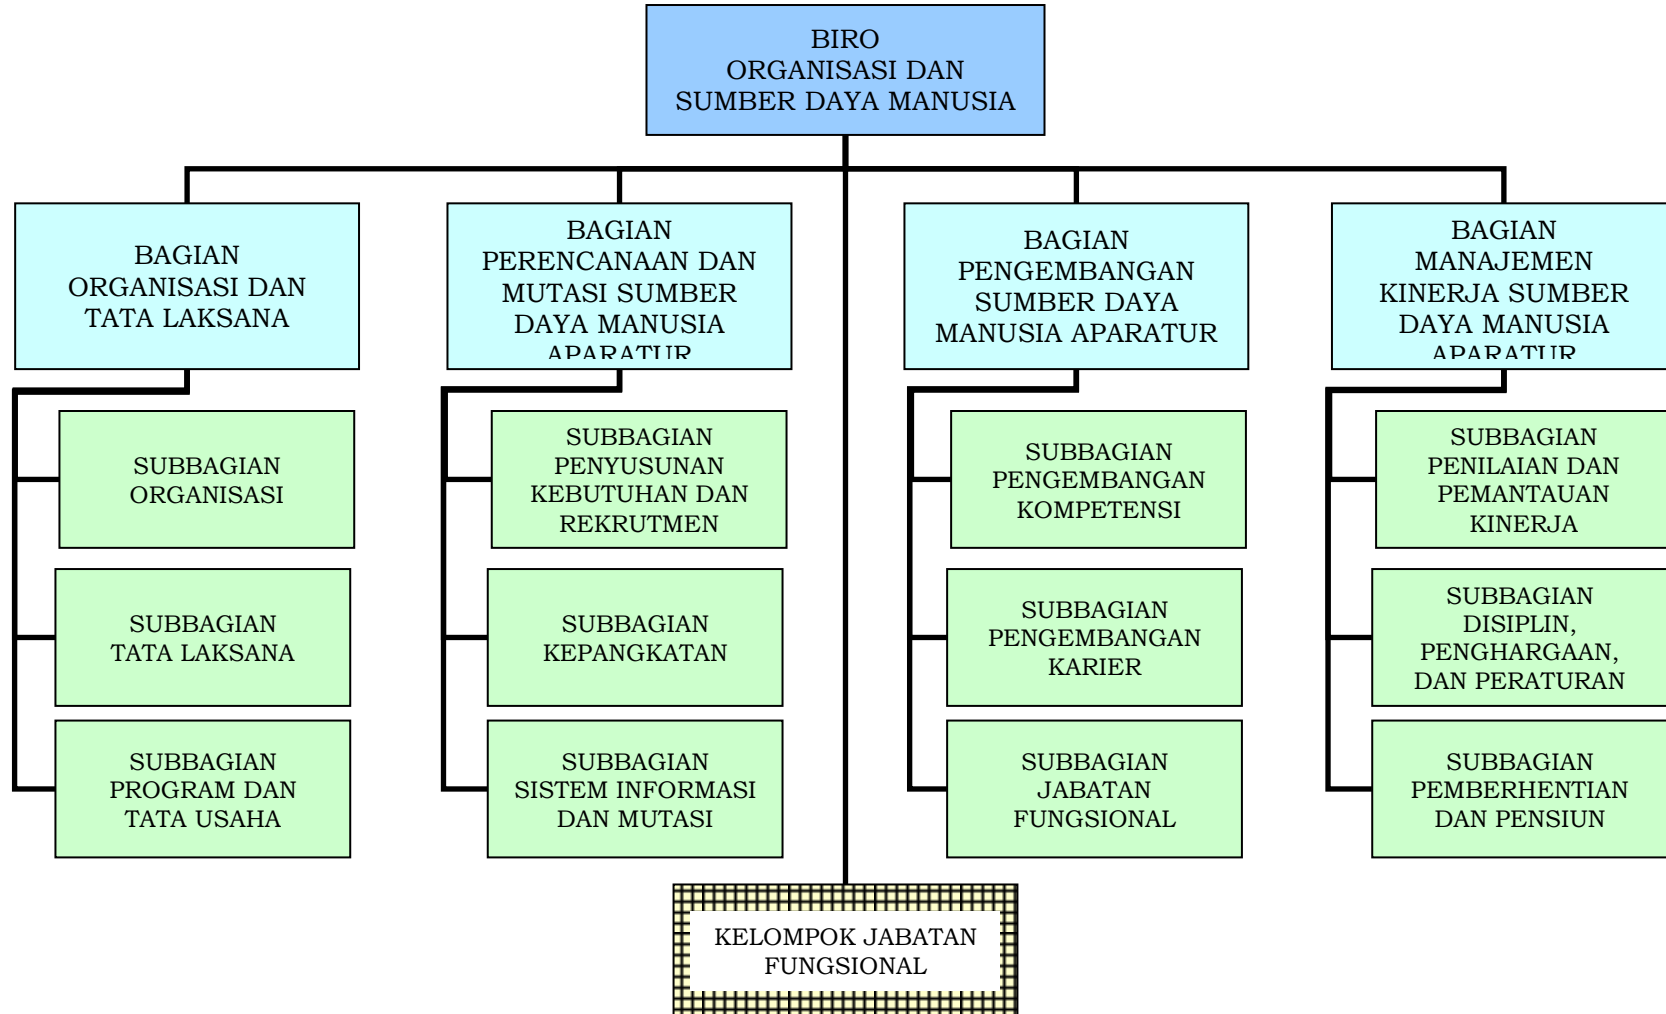 BIRO
ORGANISASI DAN
SUMBER DAYA MANUSIA
BAGIAN
ORGANISASI DAN
TATA LAKSANA
BAGIAN
PERENCANAAN DAN
MUTASI SUMBER
DAYA MANUSIA
APARATUR
BAGIAN
PENGEMBANGAN
SUMBER DAYA
MANUSIA APARATUR
BAGIAN
MANAJEMEN
KINERJA SUMBER
DAYA MANUSIA
APARATUR
SUBBAGIAN
ORGANISASI
SUBBAGIAN
PENYUSUNAN
KEBUTUHAN DAN
REKRUTMEN
SUBBAGIAN
PENGEMBANGAN
KOMPETENSI
SUBBAGIAN
PENILAIAN DAN
PEMANTAUAN
KINERJA
SUBBAGIAN
TATA LAKSANA
SUBBAGIAN
KEPANGKATAN
SUBBAGIAN
PENGEMBANGAN
KARIER
SUBBAGIAN
DISIPLIN,
PENGHARGAAN,
DAN PERATURAN
SUBBAGIAN
PROGRAM DAN
TATA USAHA
SUBBAGIAN
SISTEM INFORMASI
DAN MUTASI
SUBBAGIAN
JABATAN
FUNGSIONAL
SUBBAGIAN
PEMBERHENTIAN
DAN PENSIUN
KELOMPOK JABATAN
FUNGSIONAL